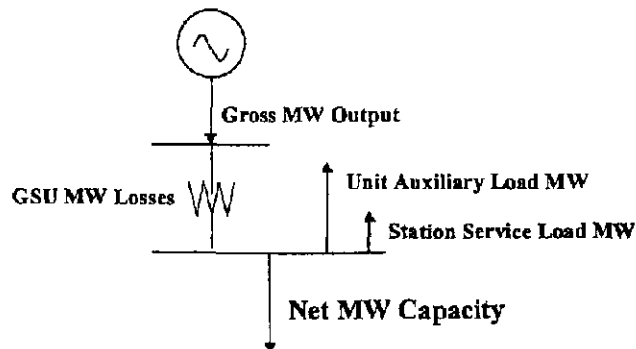 Gross MW Output
GSU MW Losses
Unit Auxiliary Load MW
Station Service Load MW
Net MW Capacity